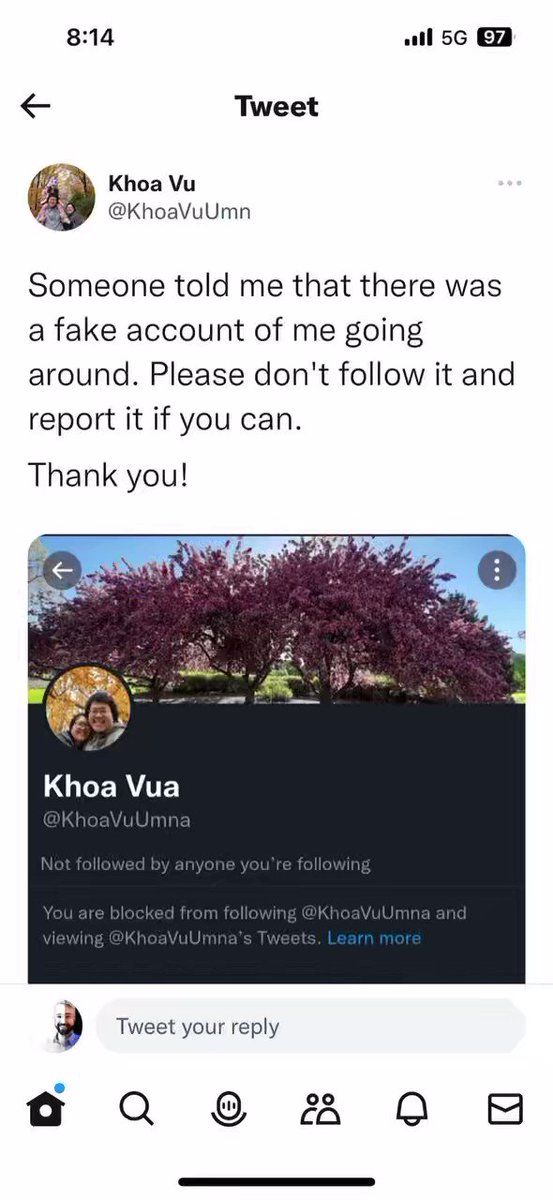 8:14 5G 97
Tweet
Khoa Vu
@KhoaVuUmn
Someone told me that there was
a fake account of me going
around. Please don't follow it and
report it if you can.
Thank you!
Khoa Vua
@KhoaVuUmna
Not followed by anyone you're following
You are blocked from following @KhoaVuUmna and
viewing @KhoaVuUmna's Tweets. Learn more
Tweet your reply